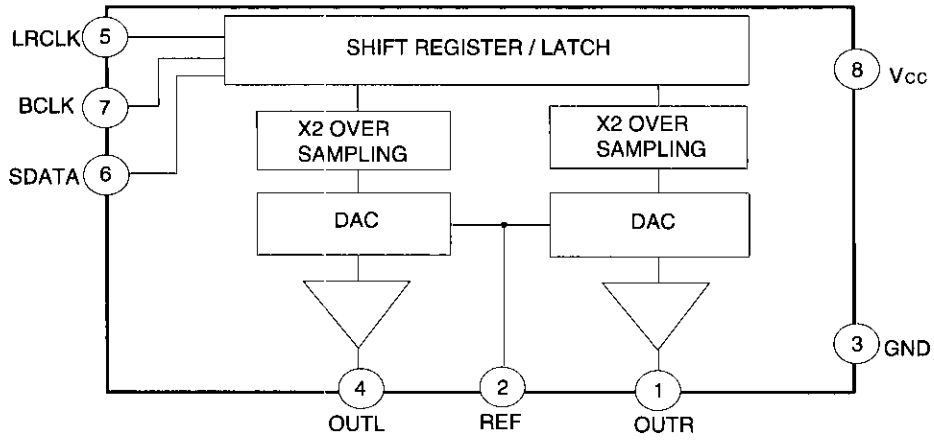 LRCLK
5
SHIFT REGISTER / LATCH
8
Vcc
BCLK
7
X2 OVER
SAMPLING
X2 OVER
SAMPLING
SDATA
6
DAC
DAC
3
GND
4
2
1
OUTL
REF
OUTR